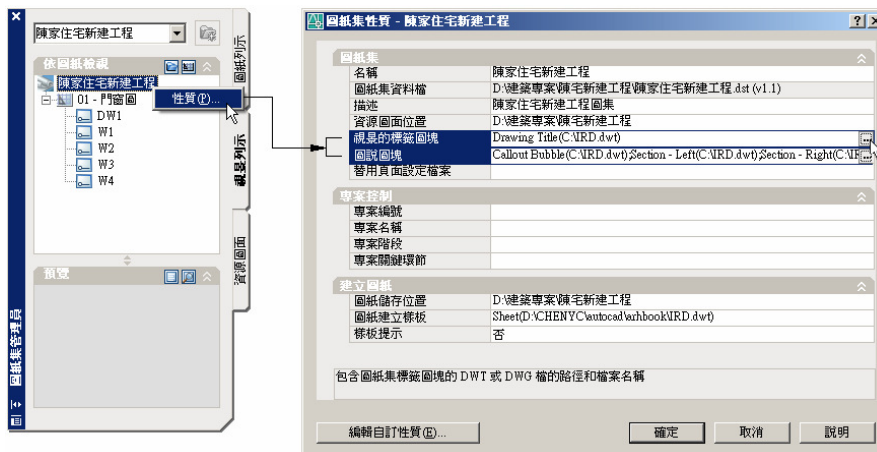 陳家住宅新建工程
依圖紙檢視
陳家住宅新建工程
01 - 門窗圖
DW1
W1
W2
W3
W4
性質(P)...
圖紙列示
視景列示
資源圖面
預覽
圖紙集管理員
圖紙集性質 - 陳家住宅新建工程
圖紙集
名稱 陳家住宅新建工程
圖紙集資料檔 D:\建築專案\陳宅新建工程\陳家住宅新建工程.dst (v1.1)
描述 陳家住宅新建工程圖集
資源圖面位置 D:\建築專案\陳宅新建工程
視景的標籤圖塊 Drawing Title(C:\IRD.dwt)
圖說圖塊 Callout Bubble(C:\IRD.dwt);Section - Left(C:\IRD.dwt);Section - Right(C:\IR
替用頁面設定檔案
專案控制
專案編號
專案名稱
專案階段
專案關鍵環節
建立圖紙
圖紙儲存位置 D:\建築專案\陳宅新建工程
圖紙建立樣板 Sheet(D:\CHENYC\autocad\arhbook\IRD.dwt)
樣板提示 否
包含圖紙集標籤圖塊的 DWT 或 DWG 檔的路徑和檔案名稱
編輯自訂性質(E)... 確定 取消 說明